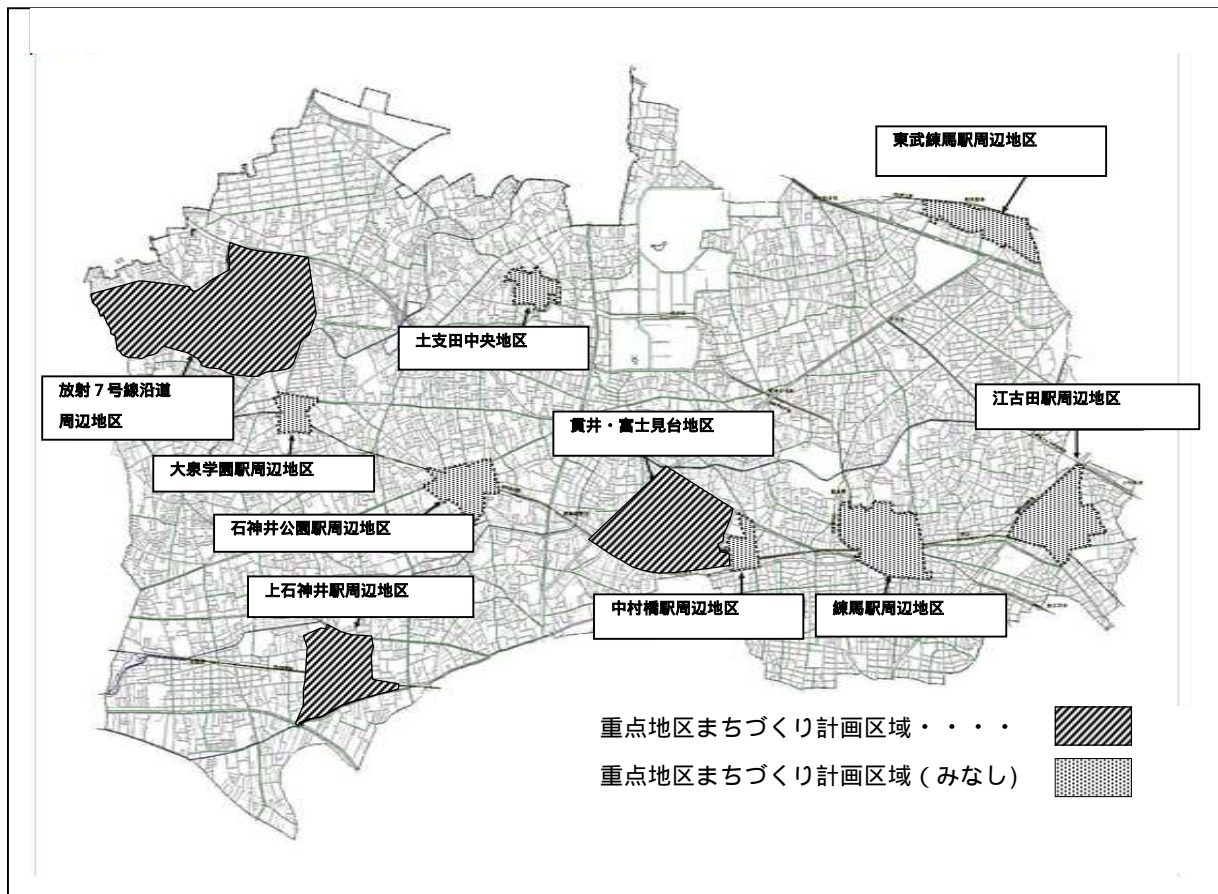 東武練馬駅周辺地区
土支田中央地区
放射７号線沿道
周辺地区
江古田駅周辺地区
貫井・富士見台地区
大泉学園駅周辺地区
石神井公園駅周辺地区
上石神井駅周辺地区
中村橋駅周辺地区
練馬駅周辺地区
重点地区まちづくり計画区域・・・・
重点地区まちづくり計画区域（みなし）